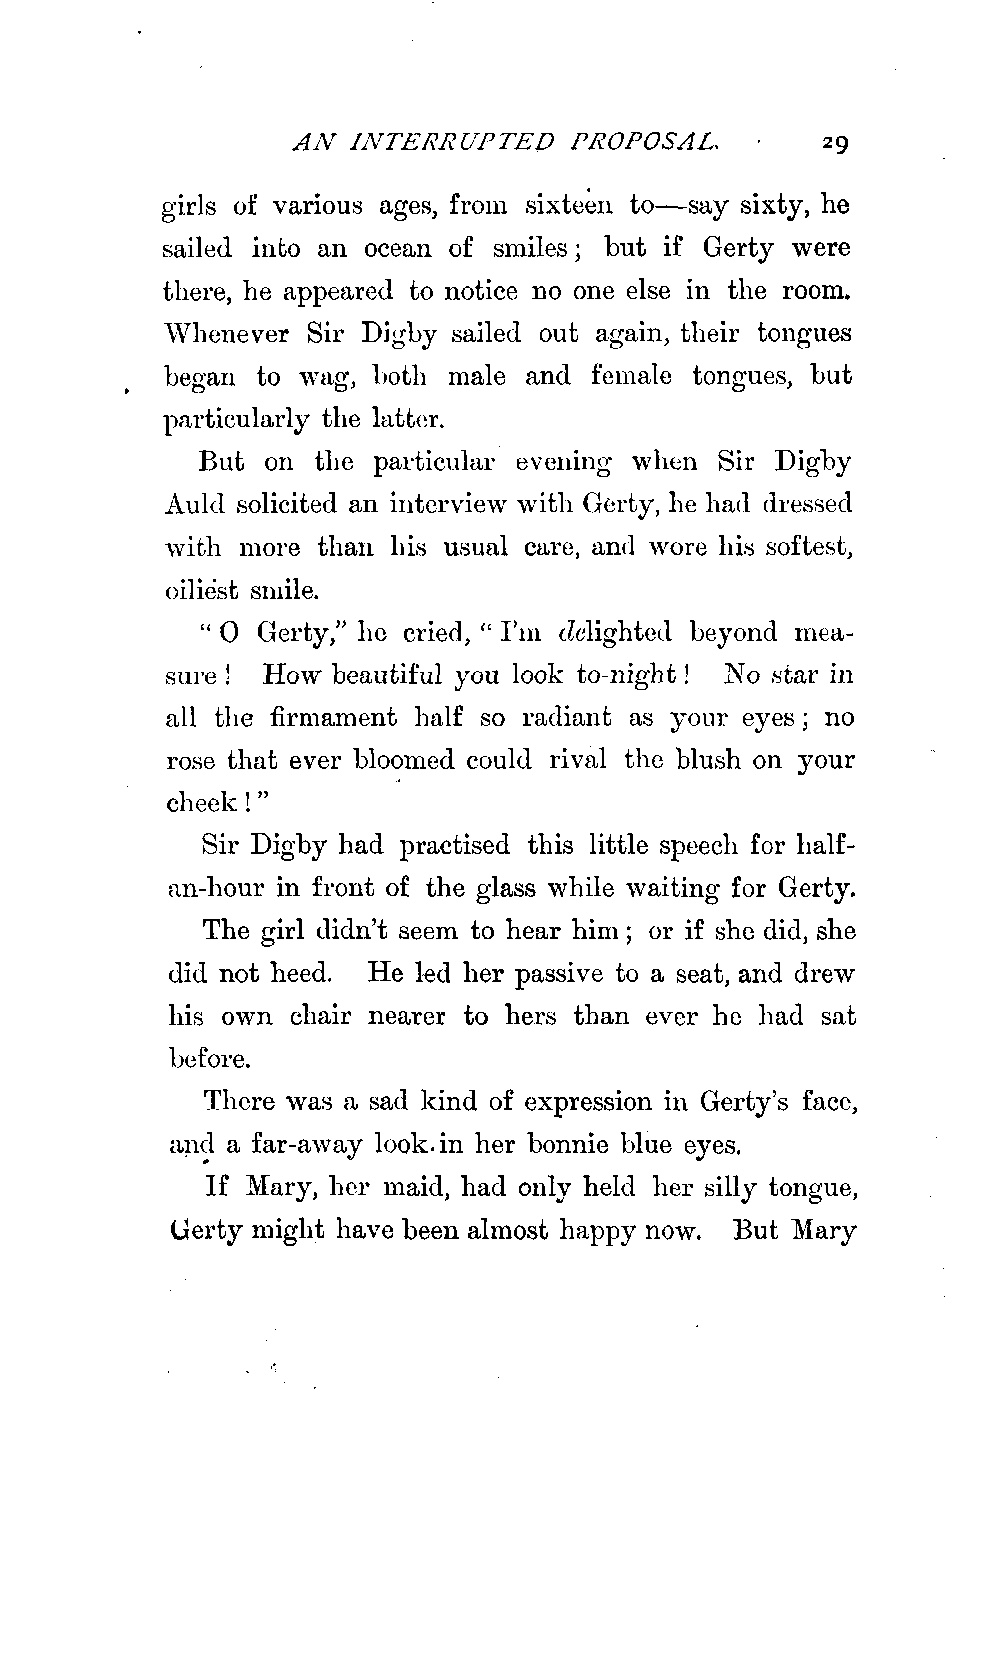 AN INTERRUPTED PROPOSAL. 29
girls of various ages, from sixteen to—say sixty, he
sailed into an ocean of smiles; but if Gerty were
there, he appeared to notice no one else in the room.
Whenever Sir Digby sailed out again, their tongues
began to wag, both male and female tongues, but
particularly the latter.
But on the particular evening when Sir Digby
Auld solicited an interview with Gerty, he had dressed
with more than his usual care, and wore his softest,
oiliest smile.
"O Gerty," he cried, "I'm delighted beyond mea-
sure! How beautiful you look to-night! No star in
all the firmament half so radiant as your eyes; no
rose that ever bloomed could rival the blush on your
cheek!"
Sir Digby had practised this little speech for half-
an-hour in front of the glass while waiting for Gerty.
The girl didn't seem to hear him; or if she did, she
did not heed. He led her passive to a seat, and drew
his own chair nearer to hers than ever he had sat
before.
There was a sad kind of expression in Gerty's face,
and a far-away look in her bonnie blue eyes.
If Mary, her maid, had only held her silly tongue,
Gerty might have been almost happy now. But Mary